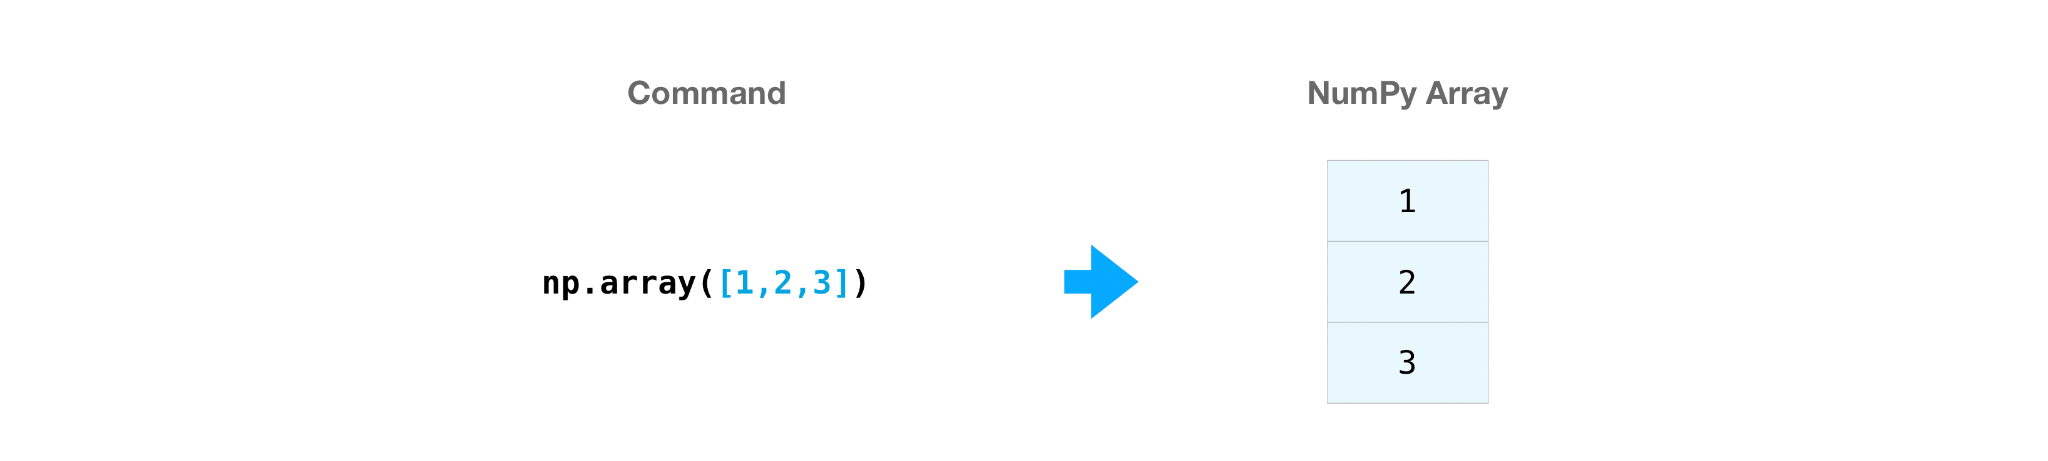 Command
NumPy Array
np.array([1,2,3])
1
2
3